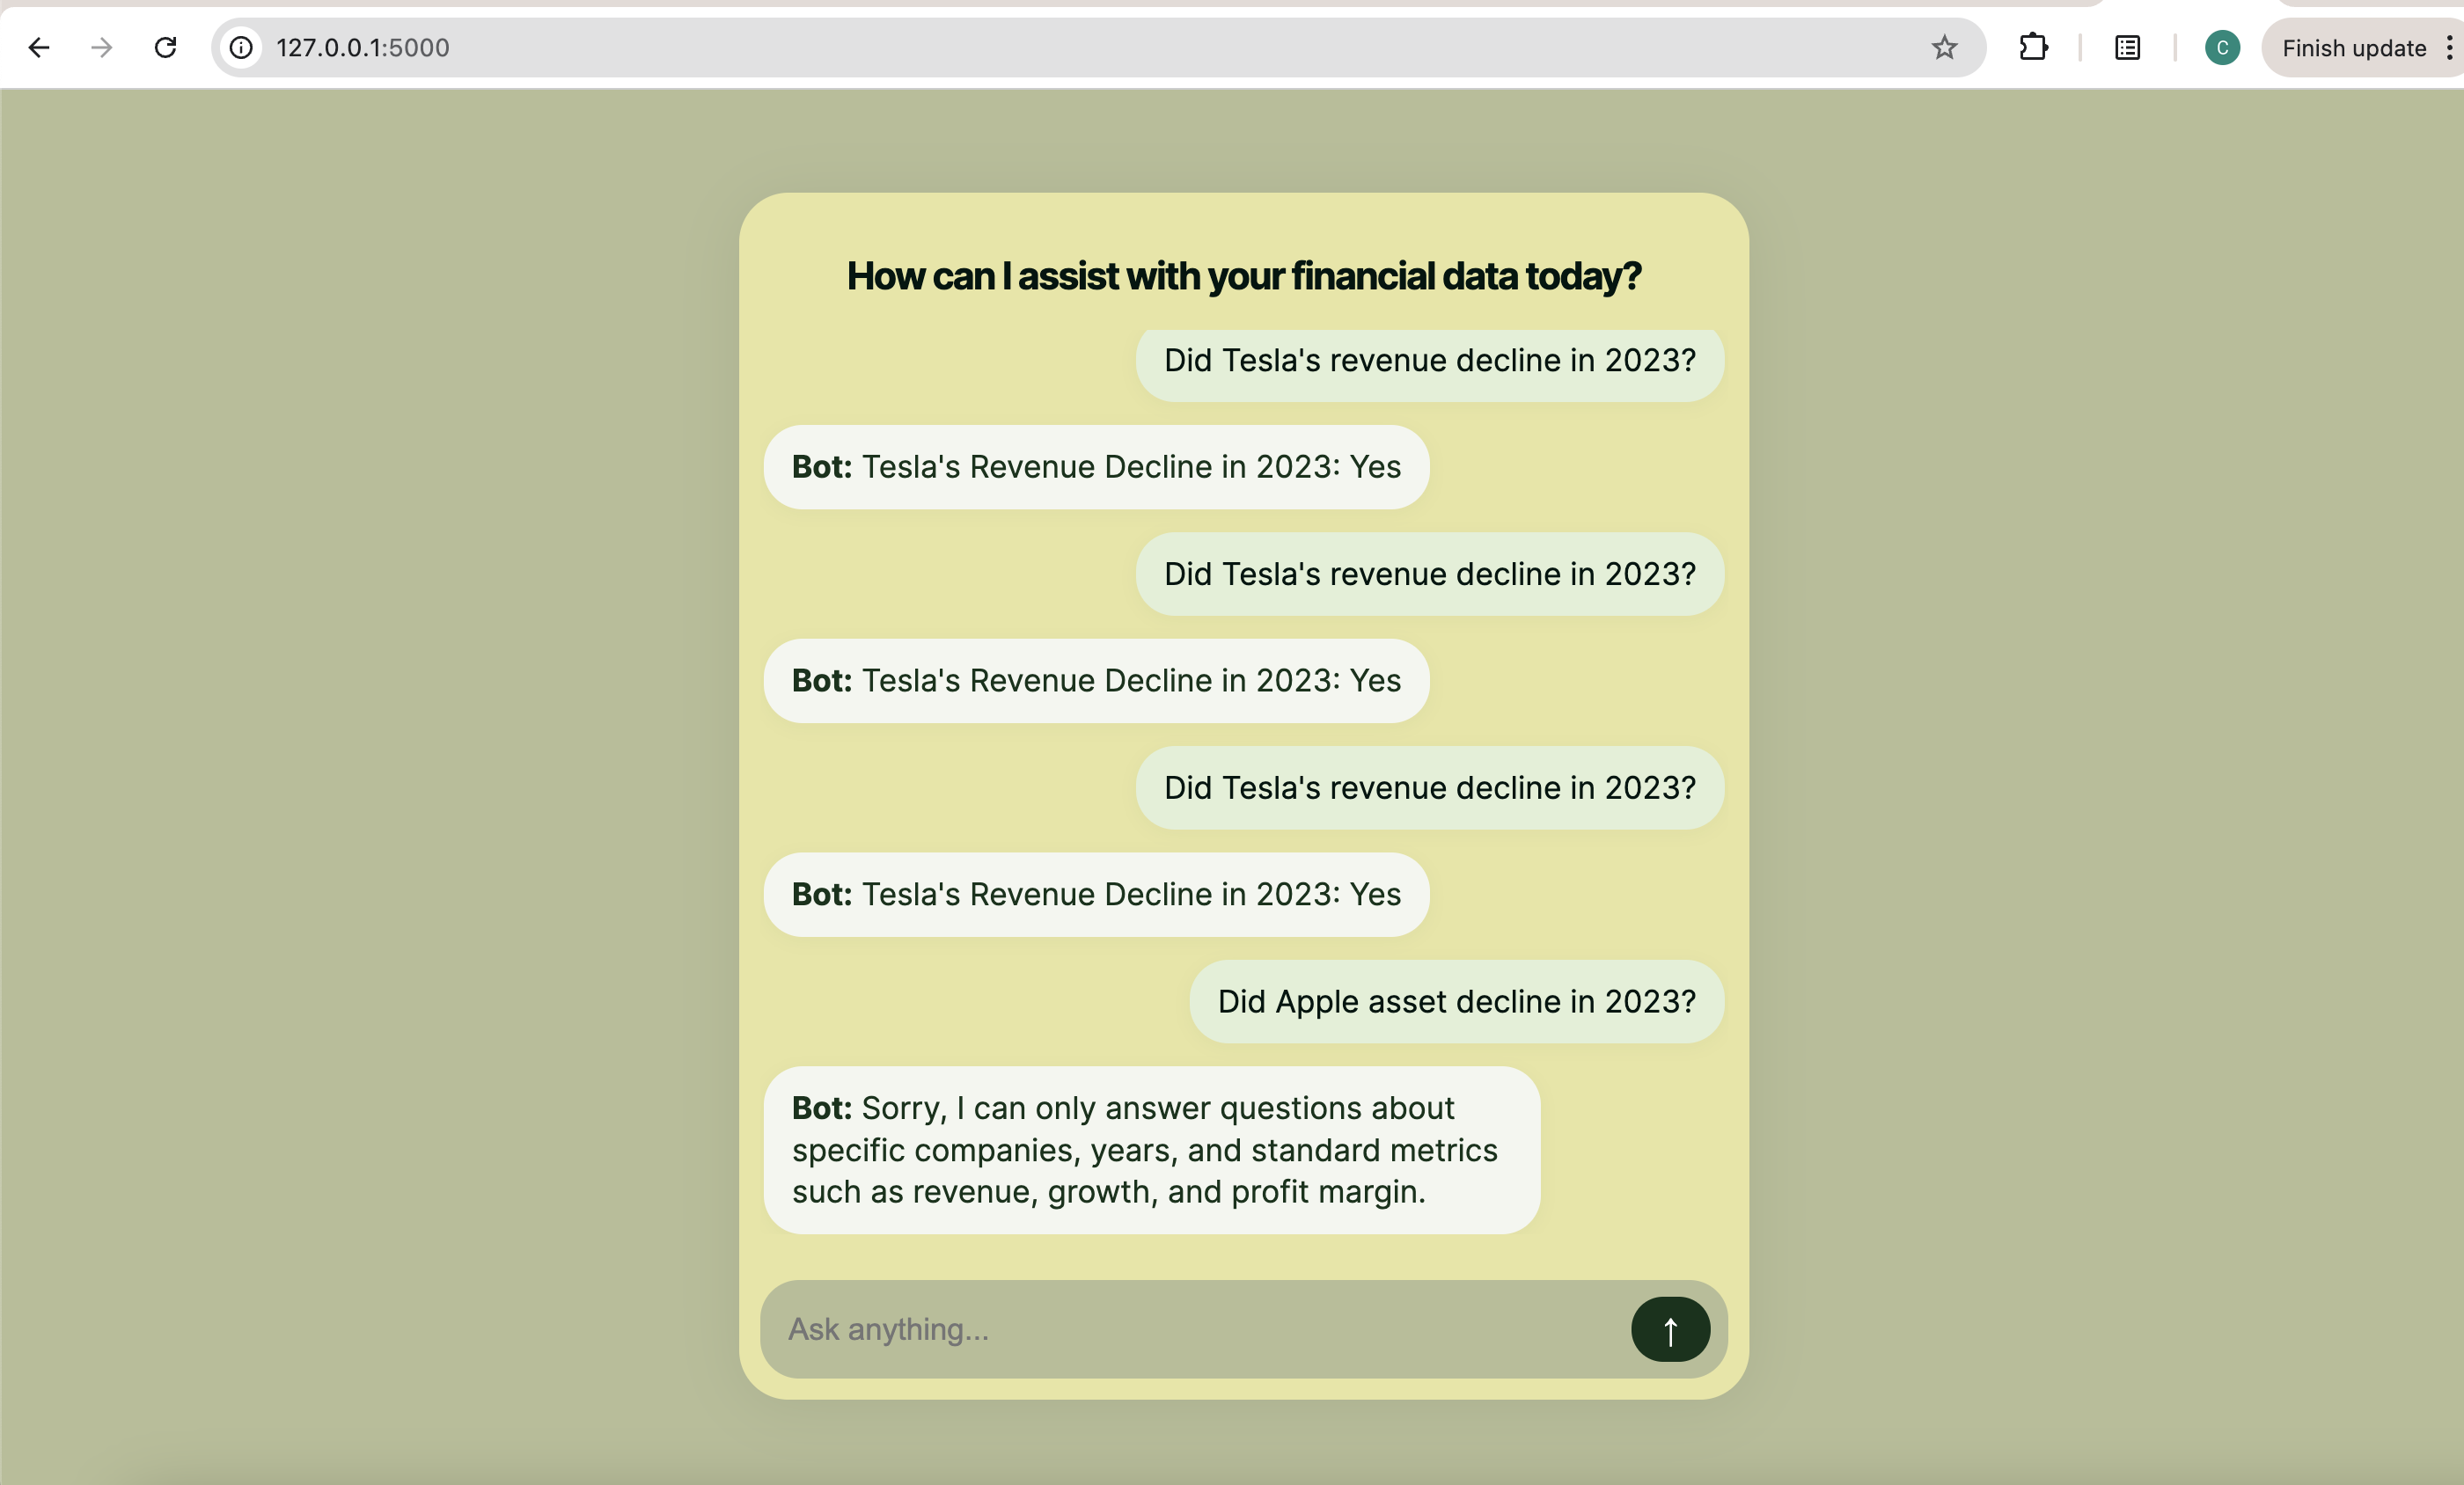 127.0.0.1:5000
C
Finish update
How can I assist with your financial data today?
Did Tesla's revenue decline in 2023?
Bot: Tesla's Revenue Decline in 2023: Yes
Did Tesla's revenue decline in 2023?
Bot: Tesla's Revenue Decline in 2023: Yes
Did Tesla's revenue decline in 2023?
Bot: Tesla's Revenue Decline in 2023: Yes
Did Apple asset decline in 2023?
Bot: Sorry, I can only answer questions about
specific companies, years, and standard metrics
such as revenue, growth, and profit margin.
Ask anything...